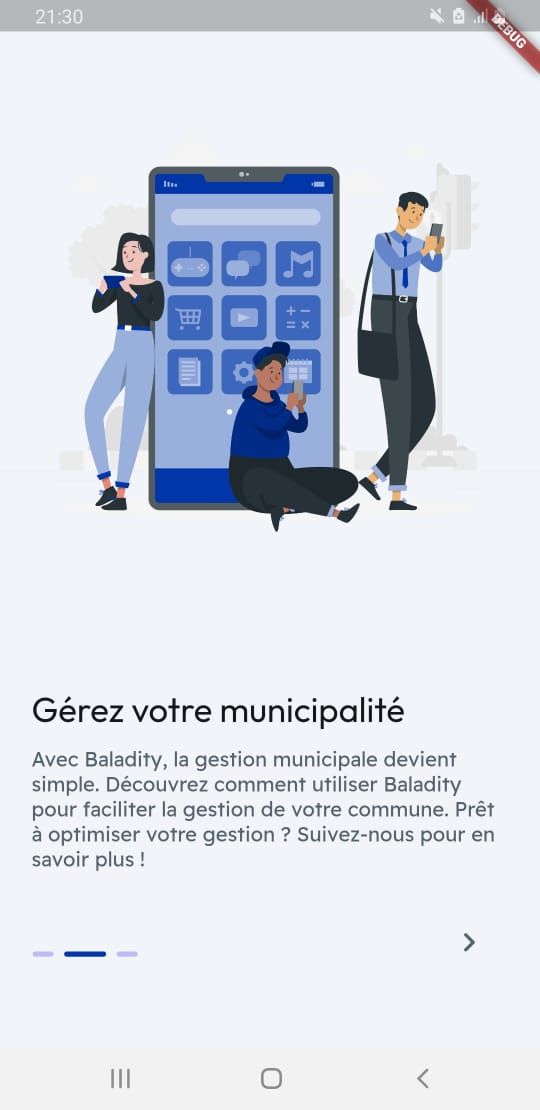 21:30
DEBUG
Gérez votre municipalité
Avec Baladity, la gestion municipale devient
simple. Découvrez comment utiliser Baladity
pour faciliter la gestion de votre commune. Prêt
à optimiser votre gestion ? Suivez-nous pour en
savoir plus !